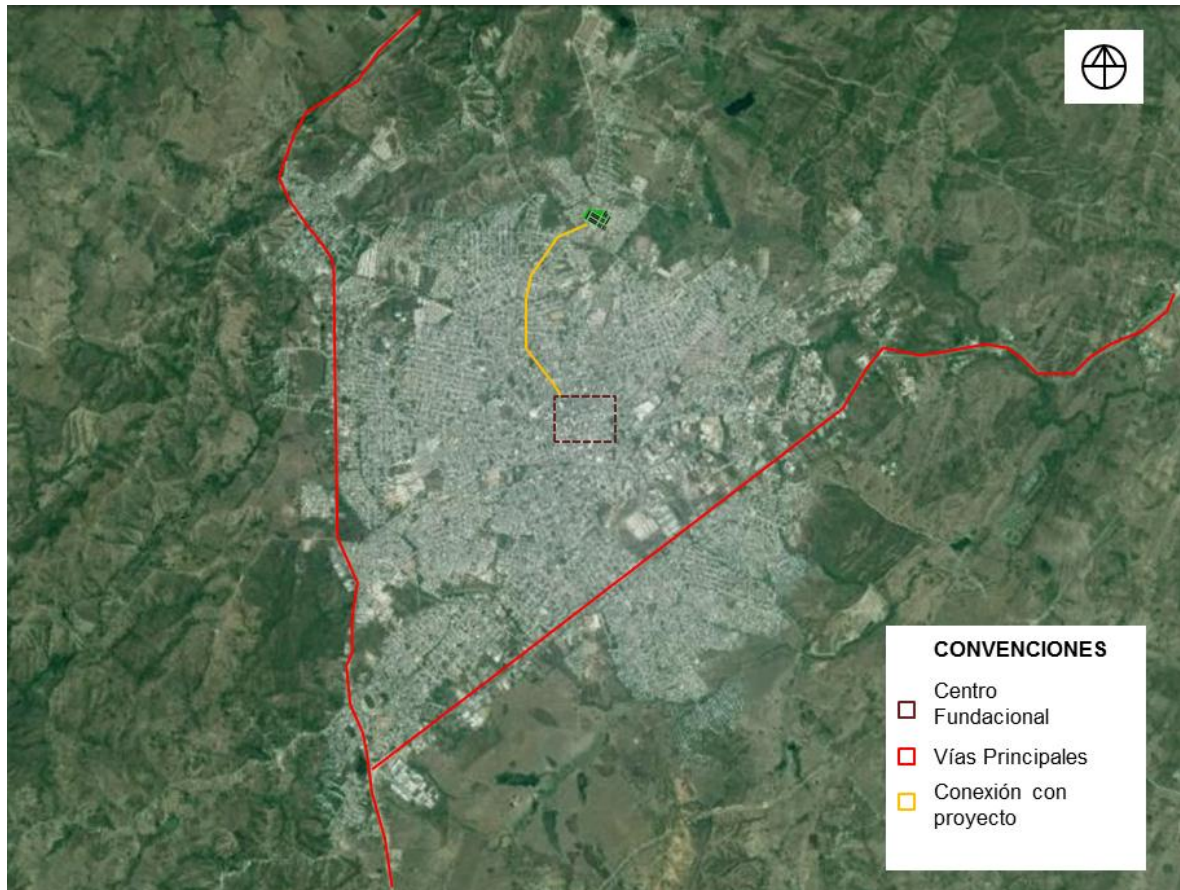 CONVENCIONES
Centro
Fundacional
Vías Principales
Conexión con
proyecto